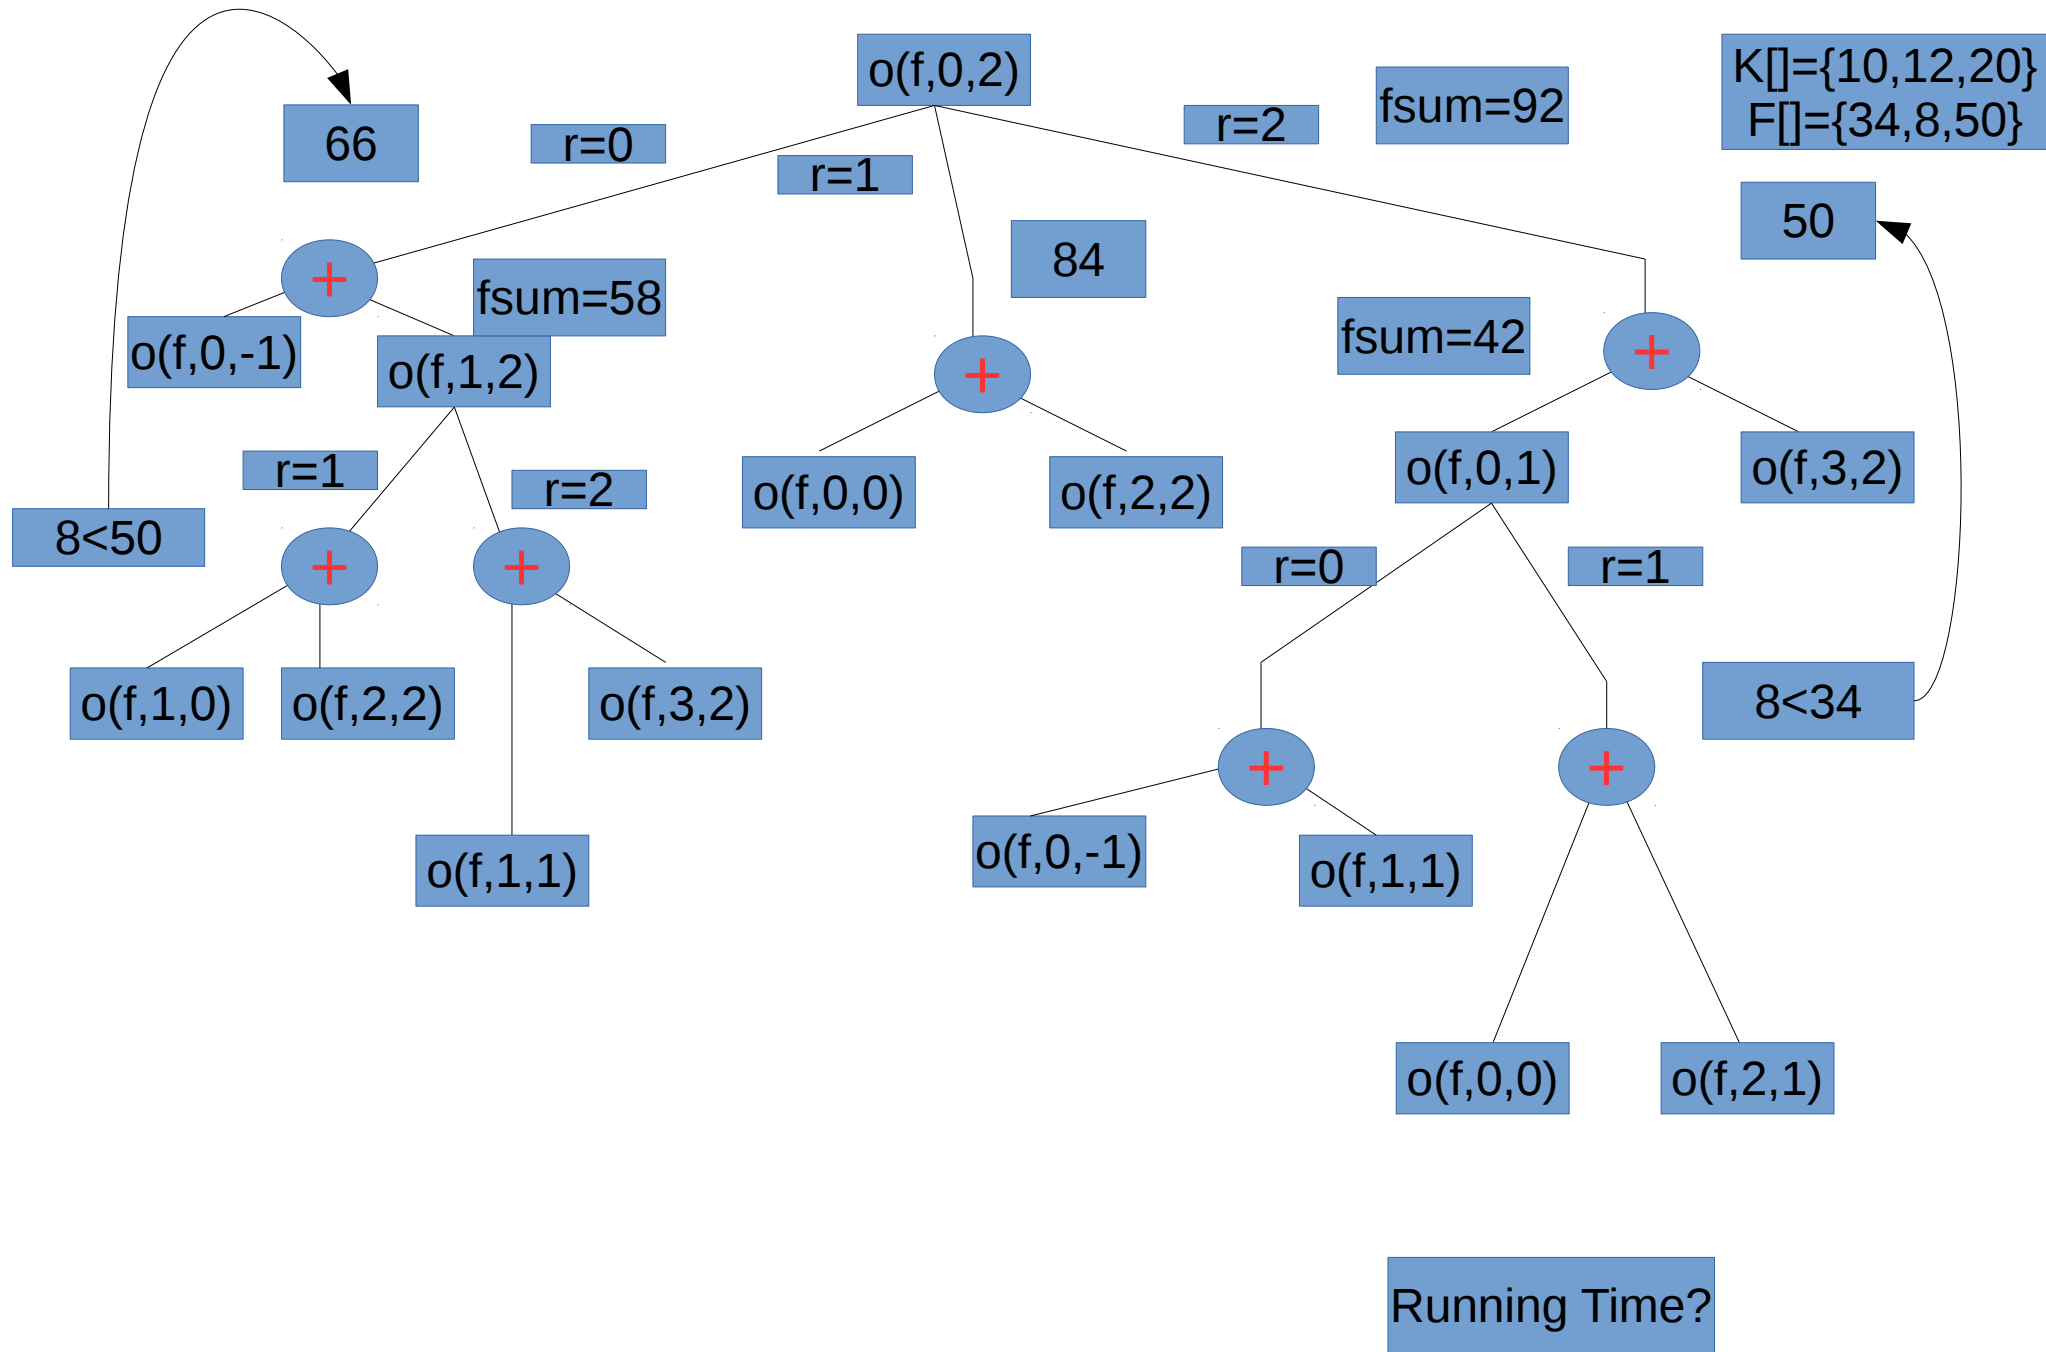 o(f,0,2)
K[]={10,12,20}
F[]={34,8,50}
fsum=92
66
r=0
r=1
r=2
50
84
+
fsum=58
fsum=42
+
+
o(f,0,-1)
o(f,1,2)
o(f,0,1)
o(f,3,2)
r=1
r=2
o(f,0,0)
o(f,2,2)
8<50
+
+
r=0
r=1
o(f,1,0)
o(f,2,2)
o(f,3,2)
8<34
+
+
o(f,1,1)
o(f,0,-1)
o(f,1,1)
o(f,0,0)
o(f,2,1)
Running Time?